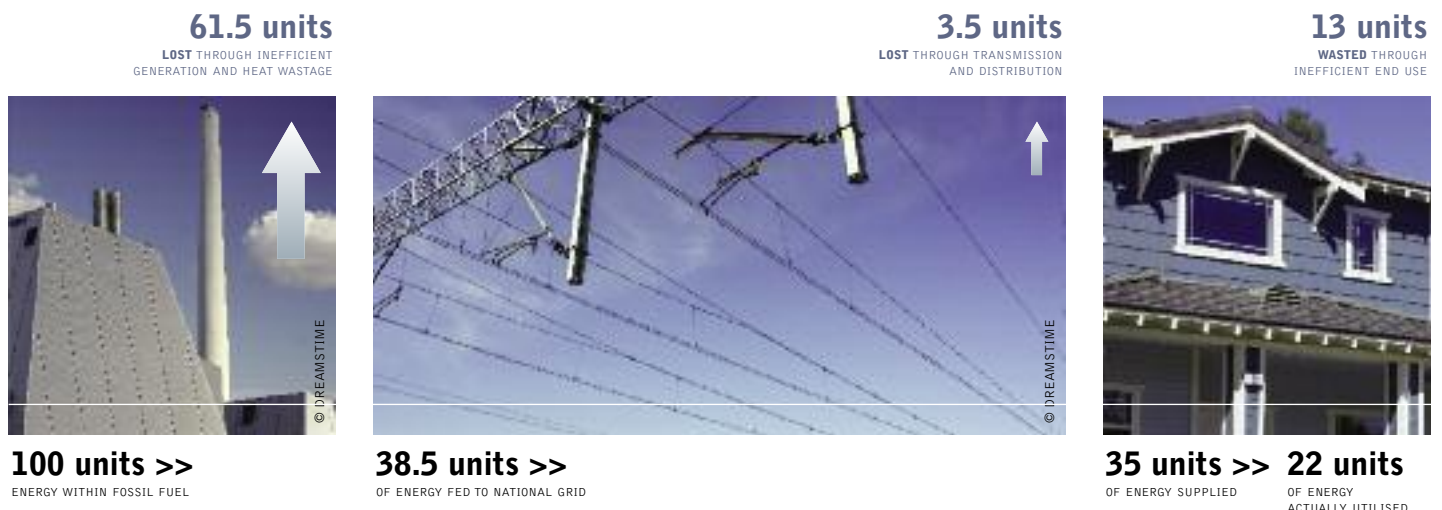 61.5 units
LOST THROUGH INEFFICIENT
GENERATION AND HEAT WASTAGE
3.5 units
LOST THROUGH TRANSMISSION
AND DISTRIBUTION
13 units
WASTED THROUGH
INEFFICIENT END USE
© DREAMSTIME
© DREAMSTIME
100 units >>
ENERGY WITHIN FOSSIL FUEL
38.5 units >>
OF ENERGY FED TO NATIONAL GRID
35 units >>
OF ENERGY SUPPLIED
22 units
OF ENERGY
ACTUALLY UTILISED